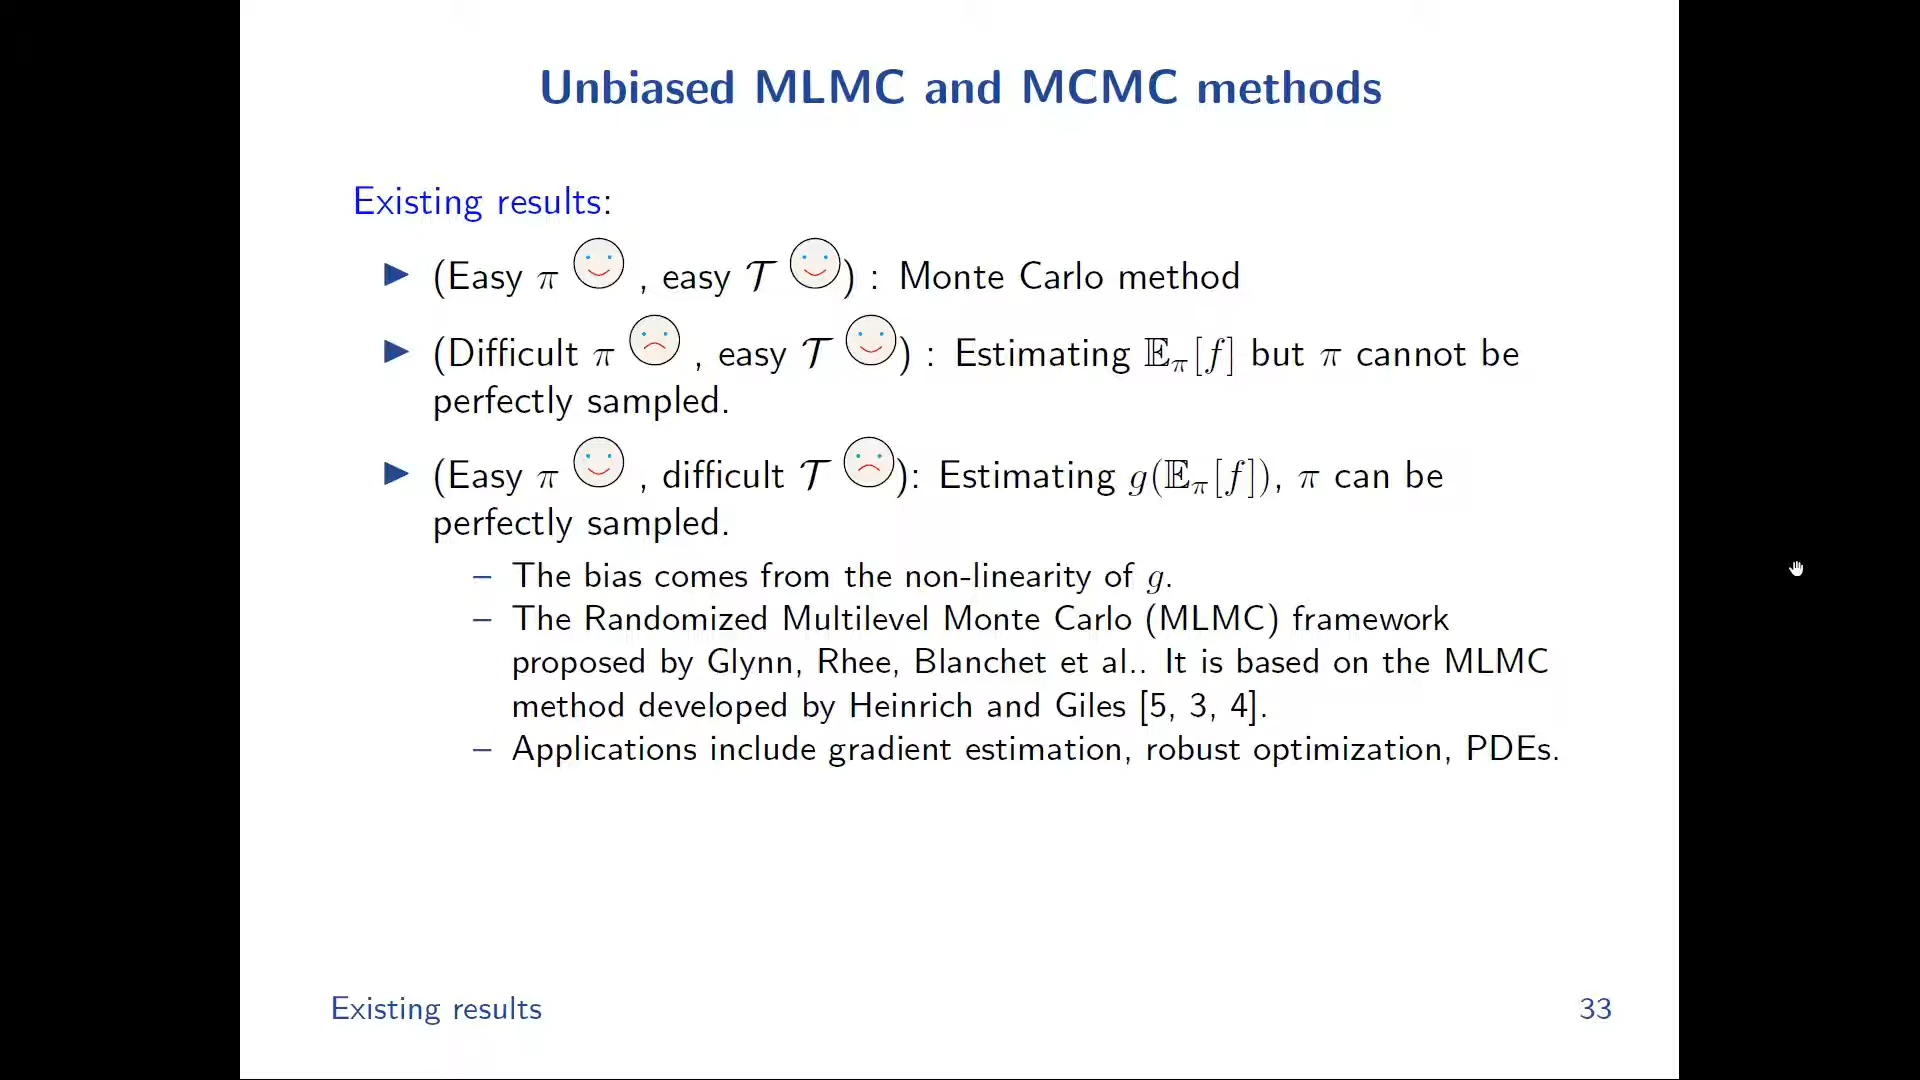 Unbiased MLMC and MCMC methods
Existing results:
▶ (Easy π , easy 𝒯 ) : Monte Carlo method
▶ (Difficult π , easy 𝒯 ) : Estimating 𝔼π[f] but π cannot be
perfectly sampled.
▶ (Easy π , difficult 𝒯 ): Estimating g(𝔼π[f]), π can be
perfectly sampled.
– The bias comes from the non-linearity of g.
– The Randomized Multilevel Monte Carlo (MLMC) framework
proposed by Glynn, Rhee, Blanchet et al.. It is based on the MLMC
method developed by Heinrich and Giles [5, 3, 4].
– Applications include gradient estimation, robust optimization, PDEs.
Existing results
33